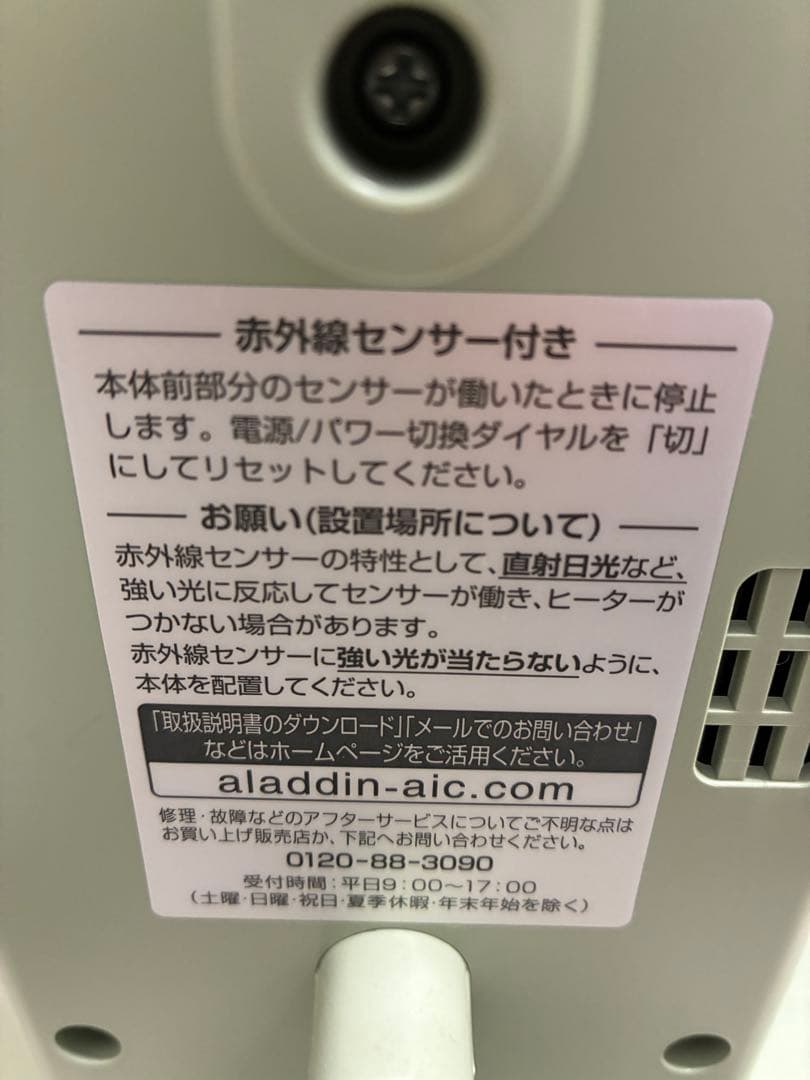 赤外線センサー付き
本体前部分のセンサーが働いたときに停止
します。電源/パワー切換ダイヤルを「切」
にしてリセットしてください。
お願い(設置場所について)
赤外線センサーの特性として、直射日光など、
強い光に反応してセンサーが働き、ヒーターが
つかない場合があります。
赤外線センサーに強い光が当たらないように、
本体を配置してください。
「取扱説明書のダウンロード」「メールでのお問い合わせ」
などはホームページをご活用ください。
aladdin-aic.com
修理・故障などのアフターサービスについてご不明な点は
お買い上げ販売店か、下記へお問い合わせください。
0120-88-3090
受付時間：平日9：00～17：00
（土曜・日曜・祝日・夏季休暇・年末年始を除く）